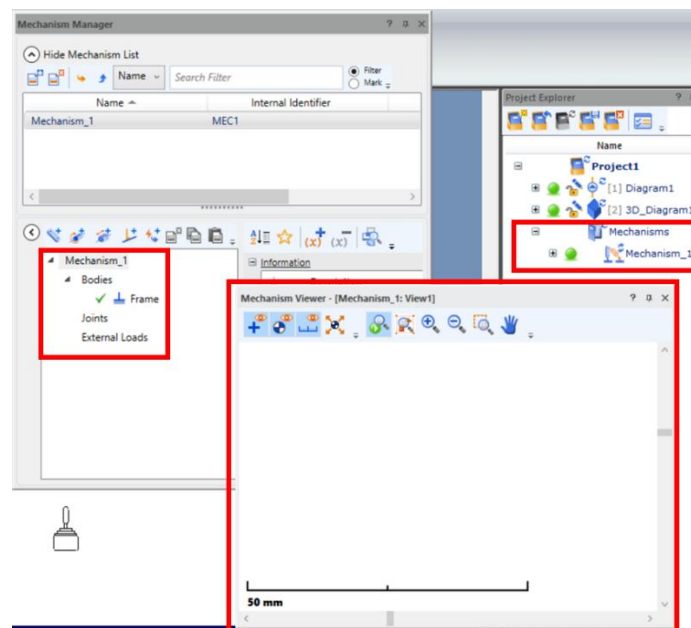 Mechanism Manager
Hide Mechanism List
Name
Search Filter
Filter
Mark
Name
Internal Identifier
Mechanism_1
MEC1
Mechanism_1
Bodies
Frame
Joints
External Loads
Information
Mechanism Viewer - [Mechanism_1: View1]
50 mm
Project Explorer
Name
Project1
[1] Diagram1
[2] 3D_Diagram1
Mechanisms
Mechanism_1